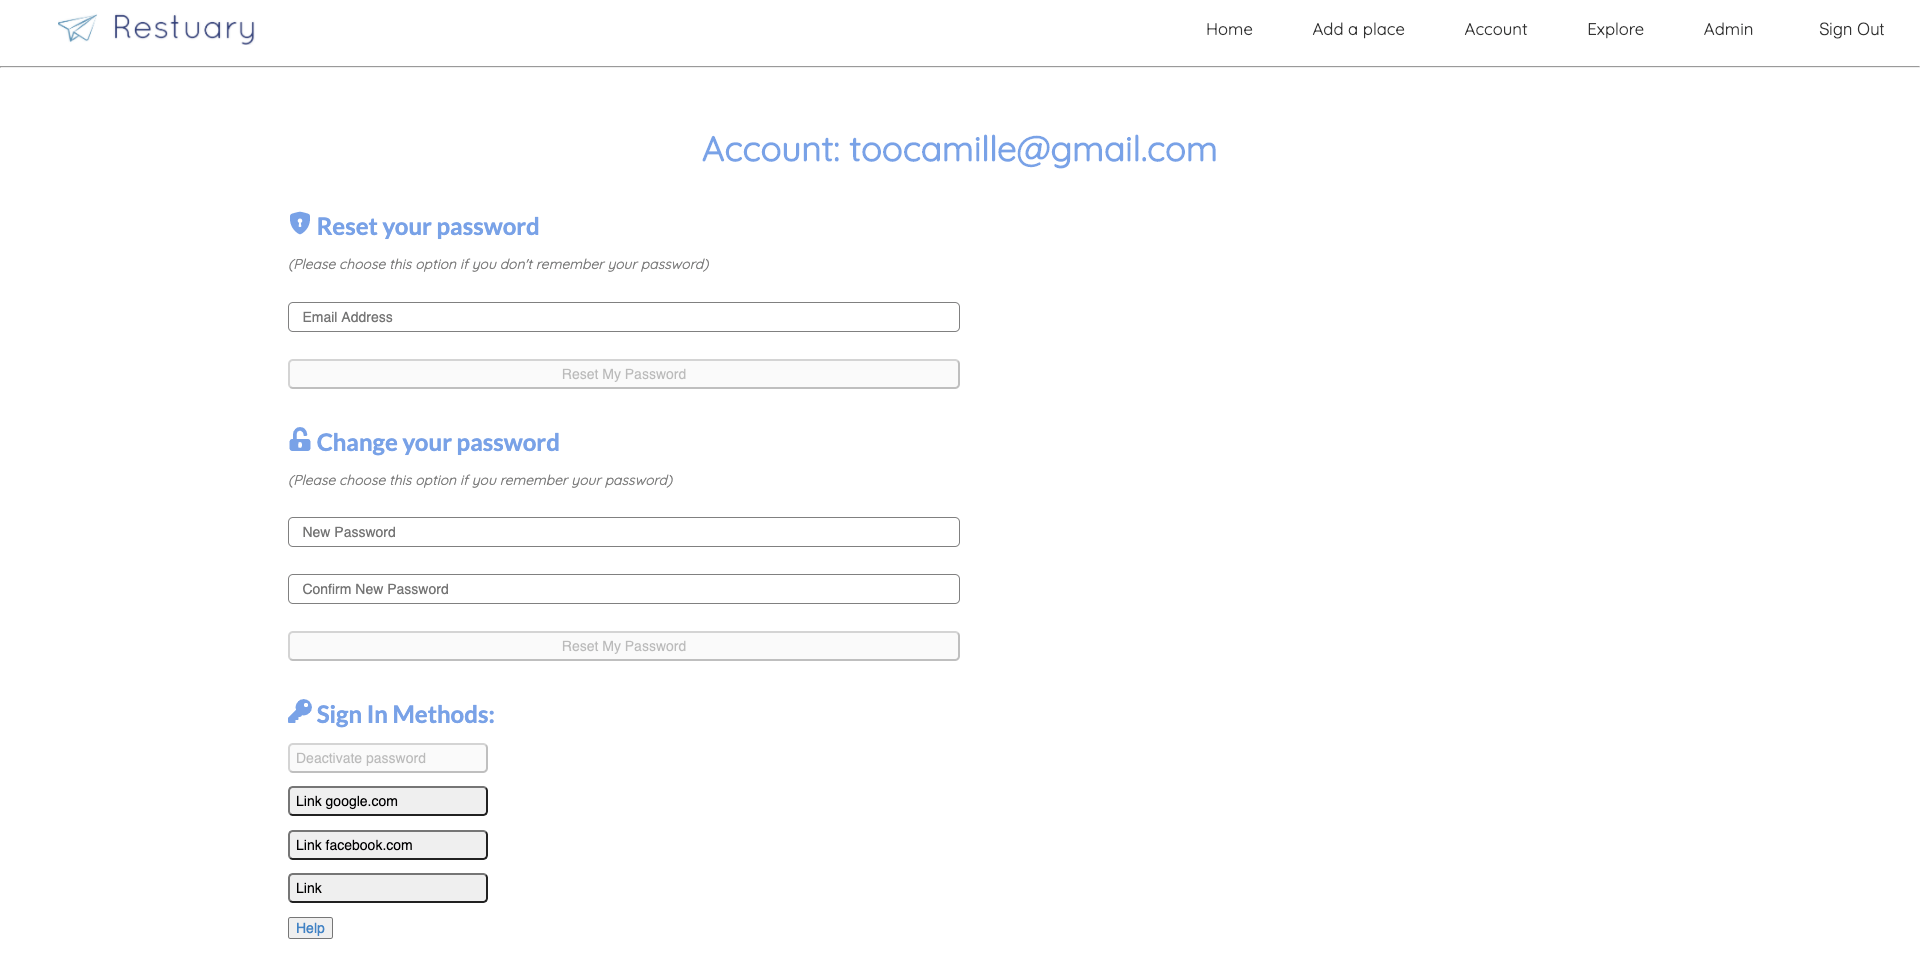 Restuary
Home
Add a place
Account
Explore
Admin
Sign Out
Account: toocamille@gmail.com
Reset your password
(Please choose this option if you don't remember your password)
Email Address
Reset My Password
Change your password
(Please choose this option if you remember your password)
New Password
Confirm New Password
Reset My Password
Sign In Methods:
Deactivate password
Link google.com
Link facebook.com
Link
Help